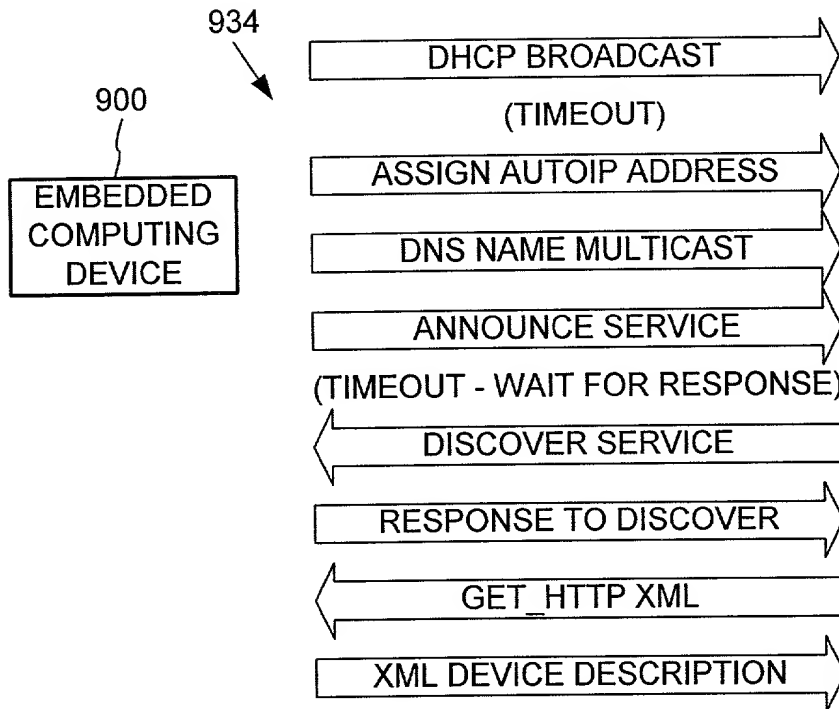 934
DHCP BROADCAST
900
(TIMEOUT)
EMBEDDED
COMPUTING
DEVICE
ASSIGN AUTOIP ADDRESS
DNS NAME MULTICAST
ANNOUNCE SERVICE
(TIMEOUT - WAIT FOR RESPONSE)
DISCOVER SERVICE
RESPONSE TO DISCOVER
GET_HTTP XML
XML DEVICE DESCRIPTION